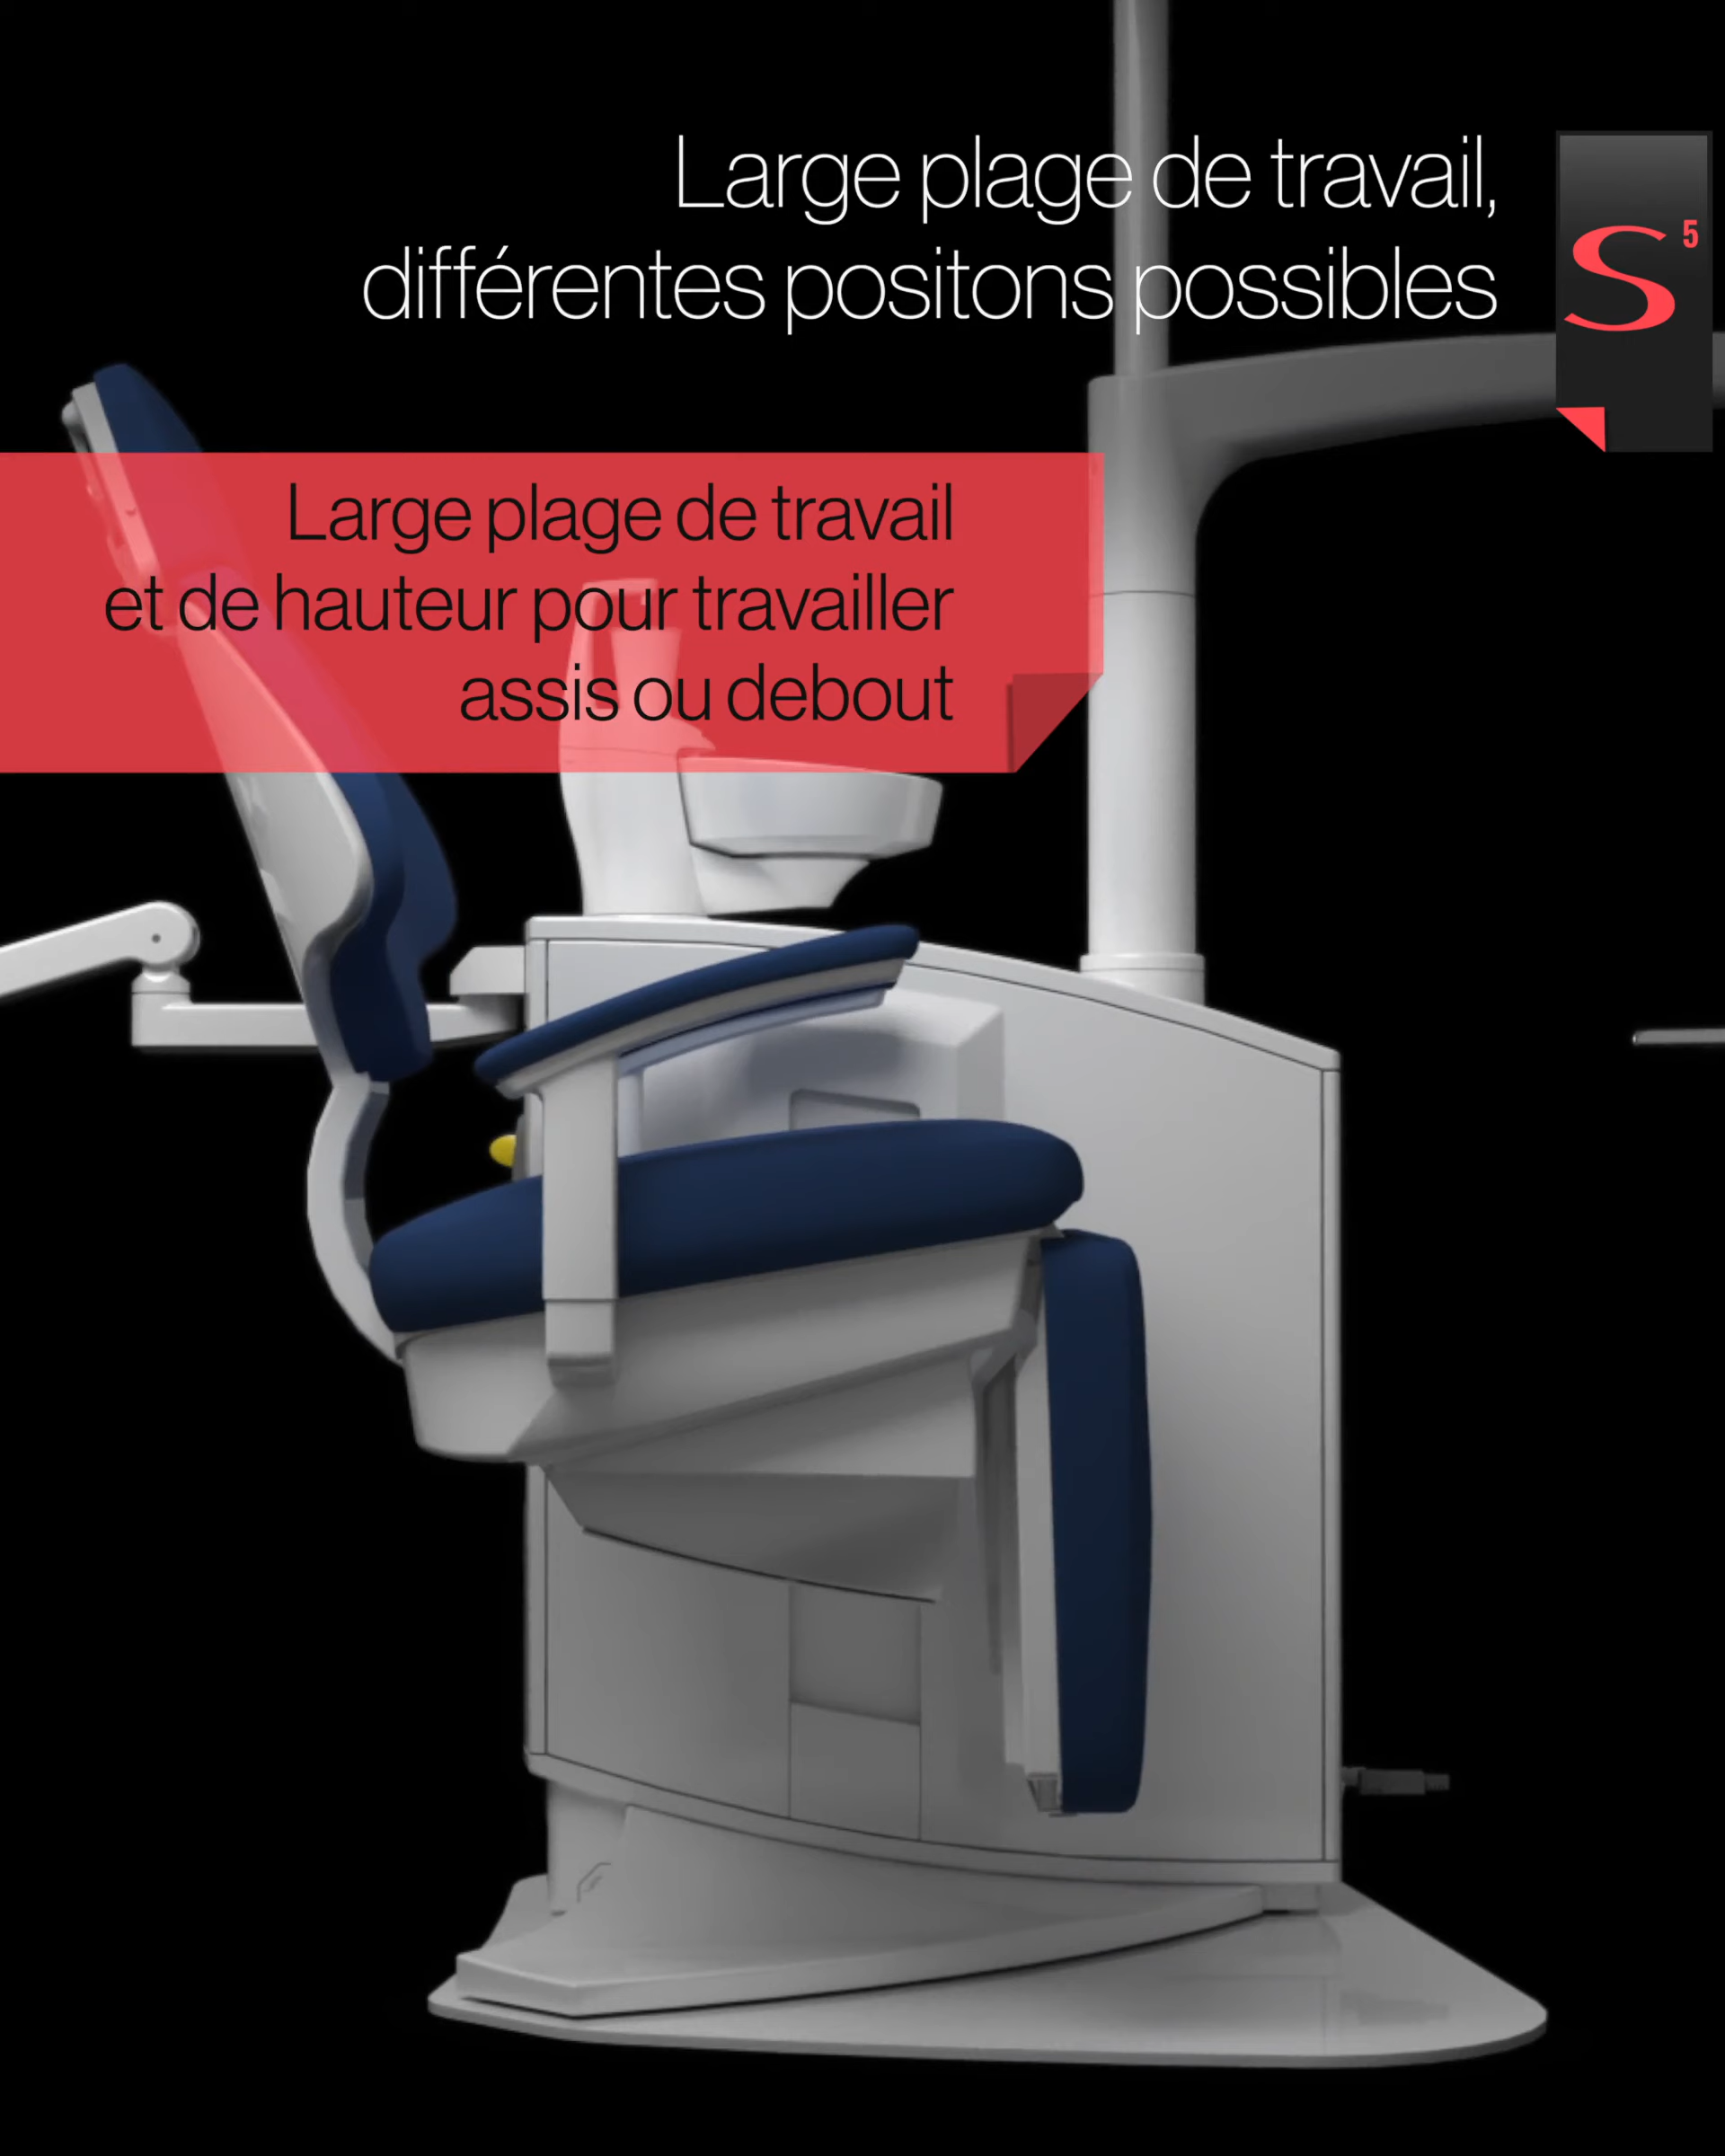 Large plage de travail,
différentes positons possibles
S⁵
Large plage de travail
et de hauteur pour travailler
assis ou debout